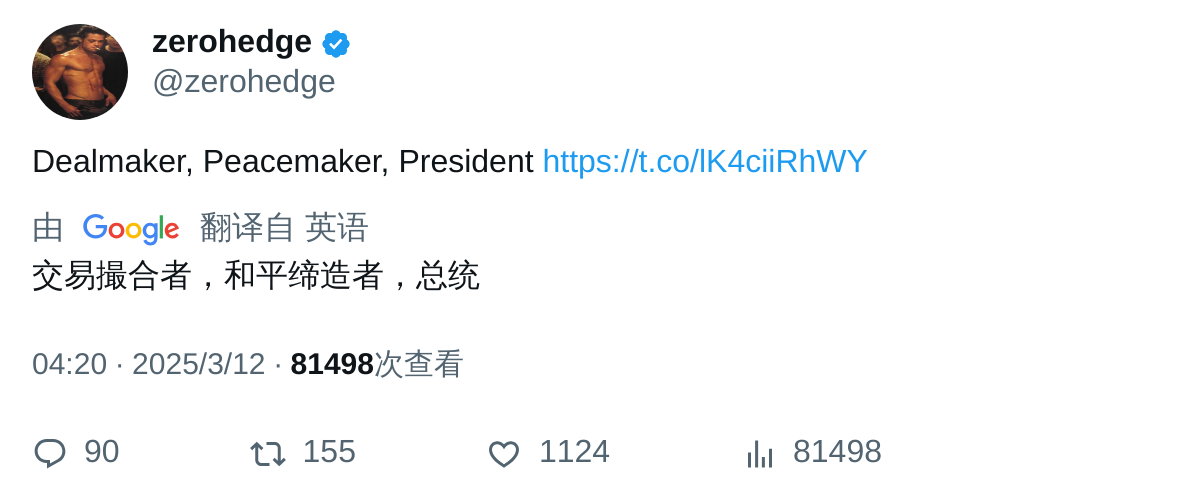 zerohedge
@zerohedge
Dealmaker, Peacemaker, President https://t.co/lK4ciiRhWY
由 Google 翻译自 英语
交易撮合者，和平缔造者，总统
04:20 · 2025/3/12 · 81498次查看
90 155 1124 81498